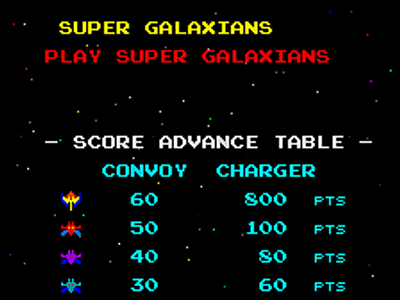 SUPER GALAXIANS
PLAY SUPER GALAXIANS
- SCORE ADVANCE TABLE -
CONVOY CHARGER
60 800 PTS
50 100 PTS
40 80 PTS
30 60 PTS